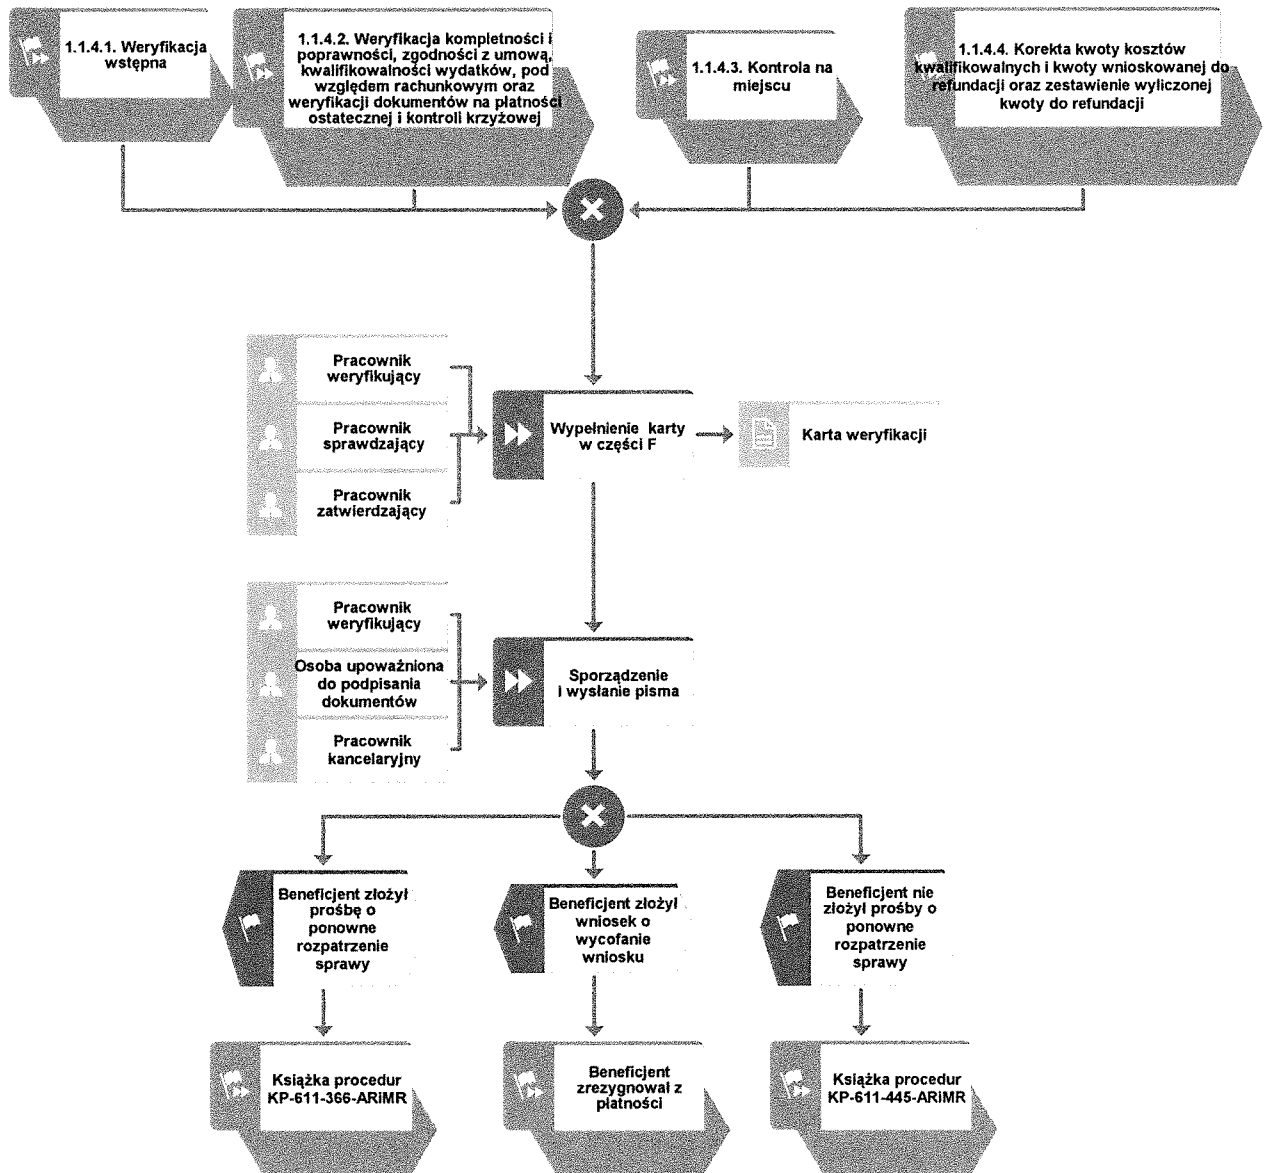 1.1.4.1. Weryfikacja
wstępna
1.1.4.2. Weryfikacja kompletności i
poprawności, zgodności z umową,
kwalifikowalności wydatków, pod
względem rachunkowym oraz
weryfikacji dokumentów na płatności
ostatecznej i kontroli krzyżowej
1.1.4.3. Kontrola na
miejscu
1.1.4.4. Korekta kwoty kosztów
kwalifikowalnych i kwoty wnioskowanej do
refundacji oraz zestawienie wyliczonej
kwoty do refundacji
Pracownik
weryfikujący
Pracownik
sprawdzający
Pracownik
zatwierdzający
Wypełnienie karty
w części F
Karta weryfikacji
Pracownik
weryfikujący
Osoba upoważniona
do podpisania
dokumentów
Pracownik
kancelaryjny
Sporządzenie
i wysłanie pisma
Beneficjent złożył
prośbę o
ponowne
rozpatrzenie
sprawy
Beneficjent złożył
wniosek o
wycofanie
wniosku
Beneficjent nie
złożył prośby o
ponowne
rozpatrzenie
sprawy
Książka procedur
KP-611-366-ARiMR
Beneficjent
zrezygnował z
płatności
Książka procedur
KP-611-445-ARiMR